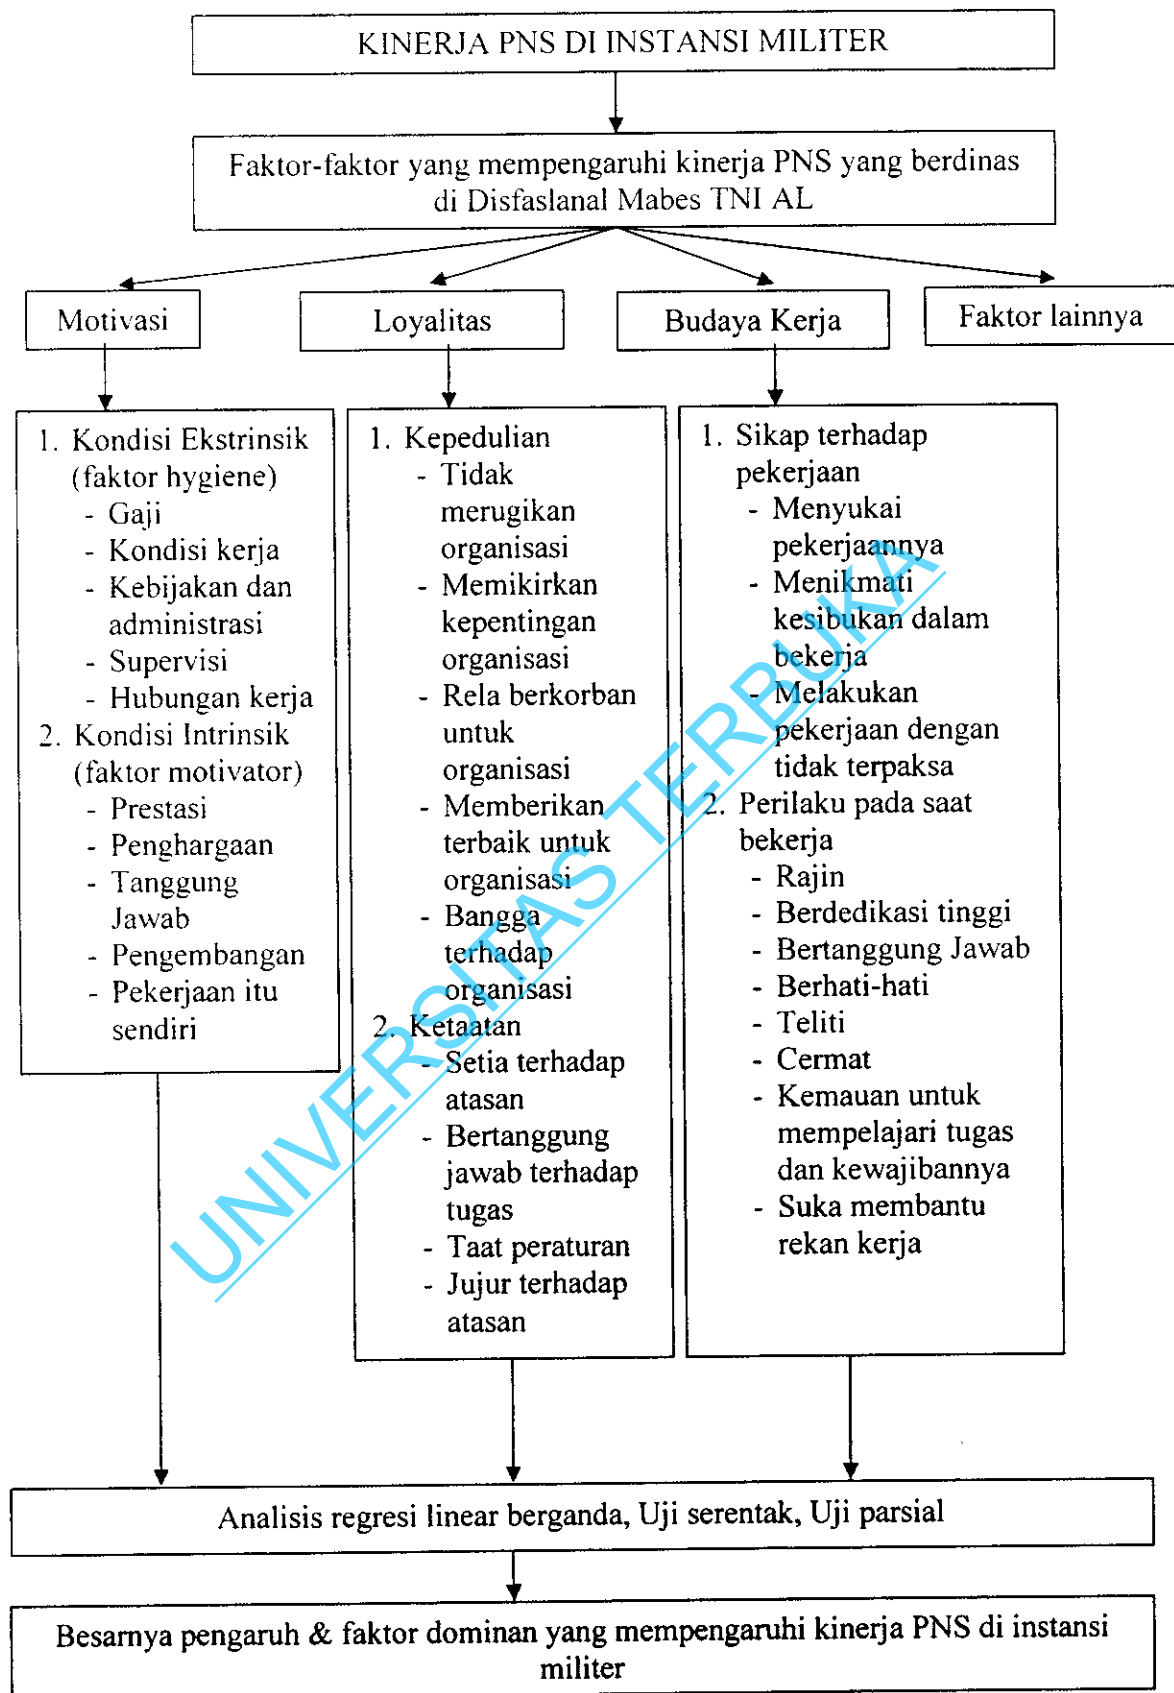 KINERJA PNS DI INSTANSI MILITER
Faktor-faktor yang mempengaruhi kinerja PNS yang berdinas
di Disfaslanal Mabes TNI AL
Motivasi
Loyalitas
Budaya Kerja
Faktor lainnya
1. Kondisi Ekstrinsik
(faktor hygiene)
- Gaji
- Kondisi kerja
- Kebijakan dan
administrasi
- Supervisi
- Hubungan kerja
2. Kondisi Intrinsik
(faktor motivator)
- Prestasi
- Penghargaan
- Tanggung
Jawab
- Pengembangan
- Pekerjaan itu
sendiri
1. Kepedulian
- Tidak
merugikan
organisasi
- Memikirkan
kepentingan
organisasi
- Rela berkorban
untuk
organisasi
- Memberikan
terbaik untuk
organisasi
- Bangga
terhadap
organisasi
2. Ketaatan
- Setia terhadap
atasan
- Bertanggung
jawab terhadap
tugas
- Taat peraturan
- Jujur terhadap
atasan
1. Sikap terhadap
pekerjaan
- Menyukai
pekerjaannya
- Menikmati
kesibukan dalam
bekerja
- Melakukan
pekerjaan dengan
tidak terpaksa
2. Perilaku pada saat
bekerja
- Rajin
- Berdedikasi tinggi
- Bertanggung Jawab
- Berhati-hati
- Teliti
- Cermat
- Kemauan untuk
mempelajari tugas
dan kewajibannya
- Suka membantu
rekan kerja
UNIVERSITAS TERBUKA
Analisis regresi linear berganda, Uji serentak, Uji parsial
Besarnya pengaruh & faktor dominan yang mempengaruhi kinerja PNS di instansi
militer